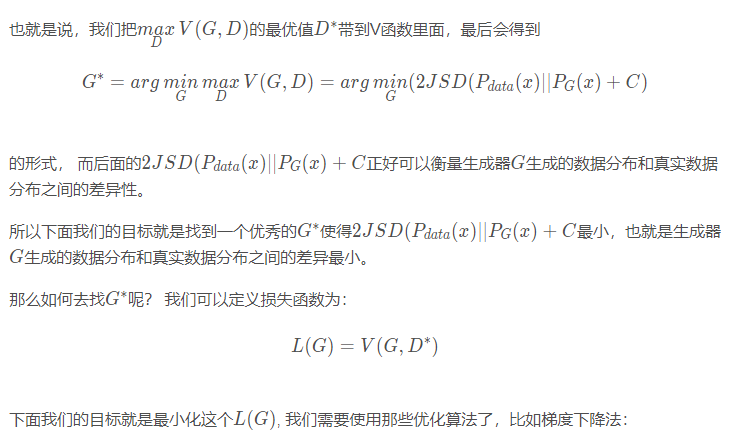 也就是说，我们把$\underset{D}{max}\,V(G,D)$的最优值$D^*$带到V函数里面，最后会得到
$G^* = arg\,\underset{G}{min}\,\underset{D}{max}\,V(G,D) = arg\,\underset{G}{min}(2JSD(P_{data}(x)||P_G(x)+C)$
的形式， 而后面的$2JSD(P_{data}(x)||P_G(x)+C$正好可以衡量生成器$G$生成的数据分布和真实数据
分布之间的差异性。
所以下面我们的目标就是找到一个优秀的$G^*$使得$2JSD(P_{data}(x)||P_G(x)+C$最小，也就是生成器
$G$生成的数据分布和真实数据分布之间的差异最小。
那么如何去找$G^*$呢？ 我们可以定义损失函数为：
$L(G) = V(G,D^*)$
下面我们的目标就是最小化这个$L(G)$, 我们需要使用那些优化算法了，比如梯度下降法：